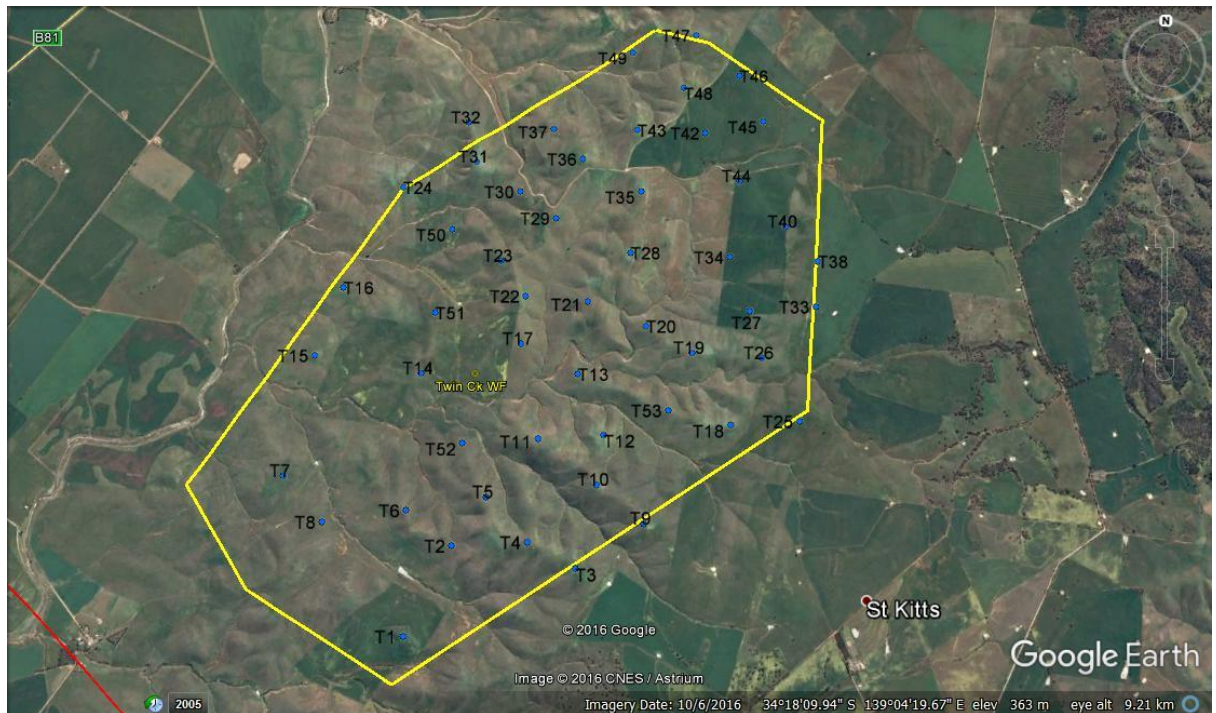 B81
T47
T49
T46
T48
T32
T37
T43
T42
T45
T31
T36
T24
T30
T35
T44
T29
T50
T40
T23
T28
T34
T38
T16
T22
T21
T51
T27
T33
T20
T17
T15
T19
T26
T14
Twin Ck WF
T13
T53
T18
T25
T11
T12
T52
T7
T10
T5
T6
T8
T9
T2
T4
T3
T1
St Kitts
N
© 2016 Google
Google Earth
Image © 2016 CNES / Astrium
2005
Imagery Date: 10/6/2016 34°18'09.94" S 139°04'19.67" E elev 363 m eye alt 9.21 km